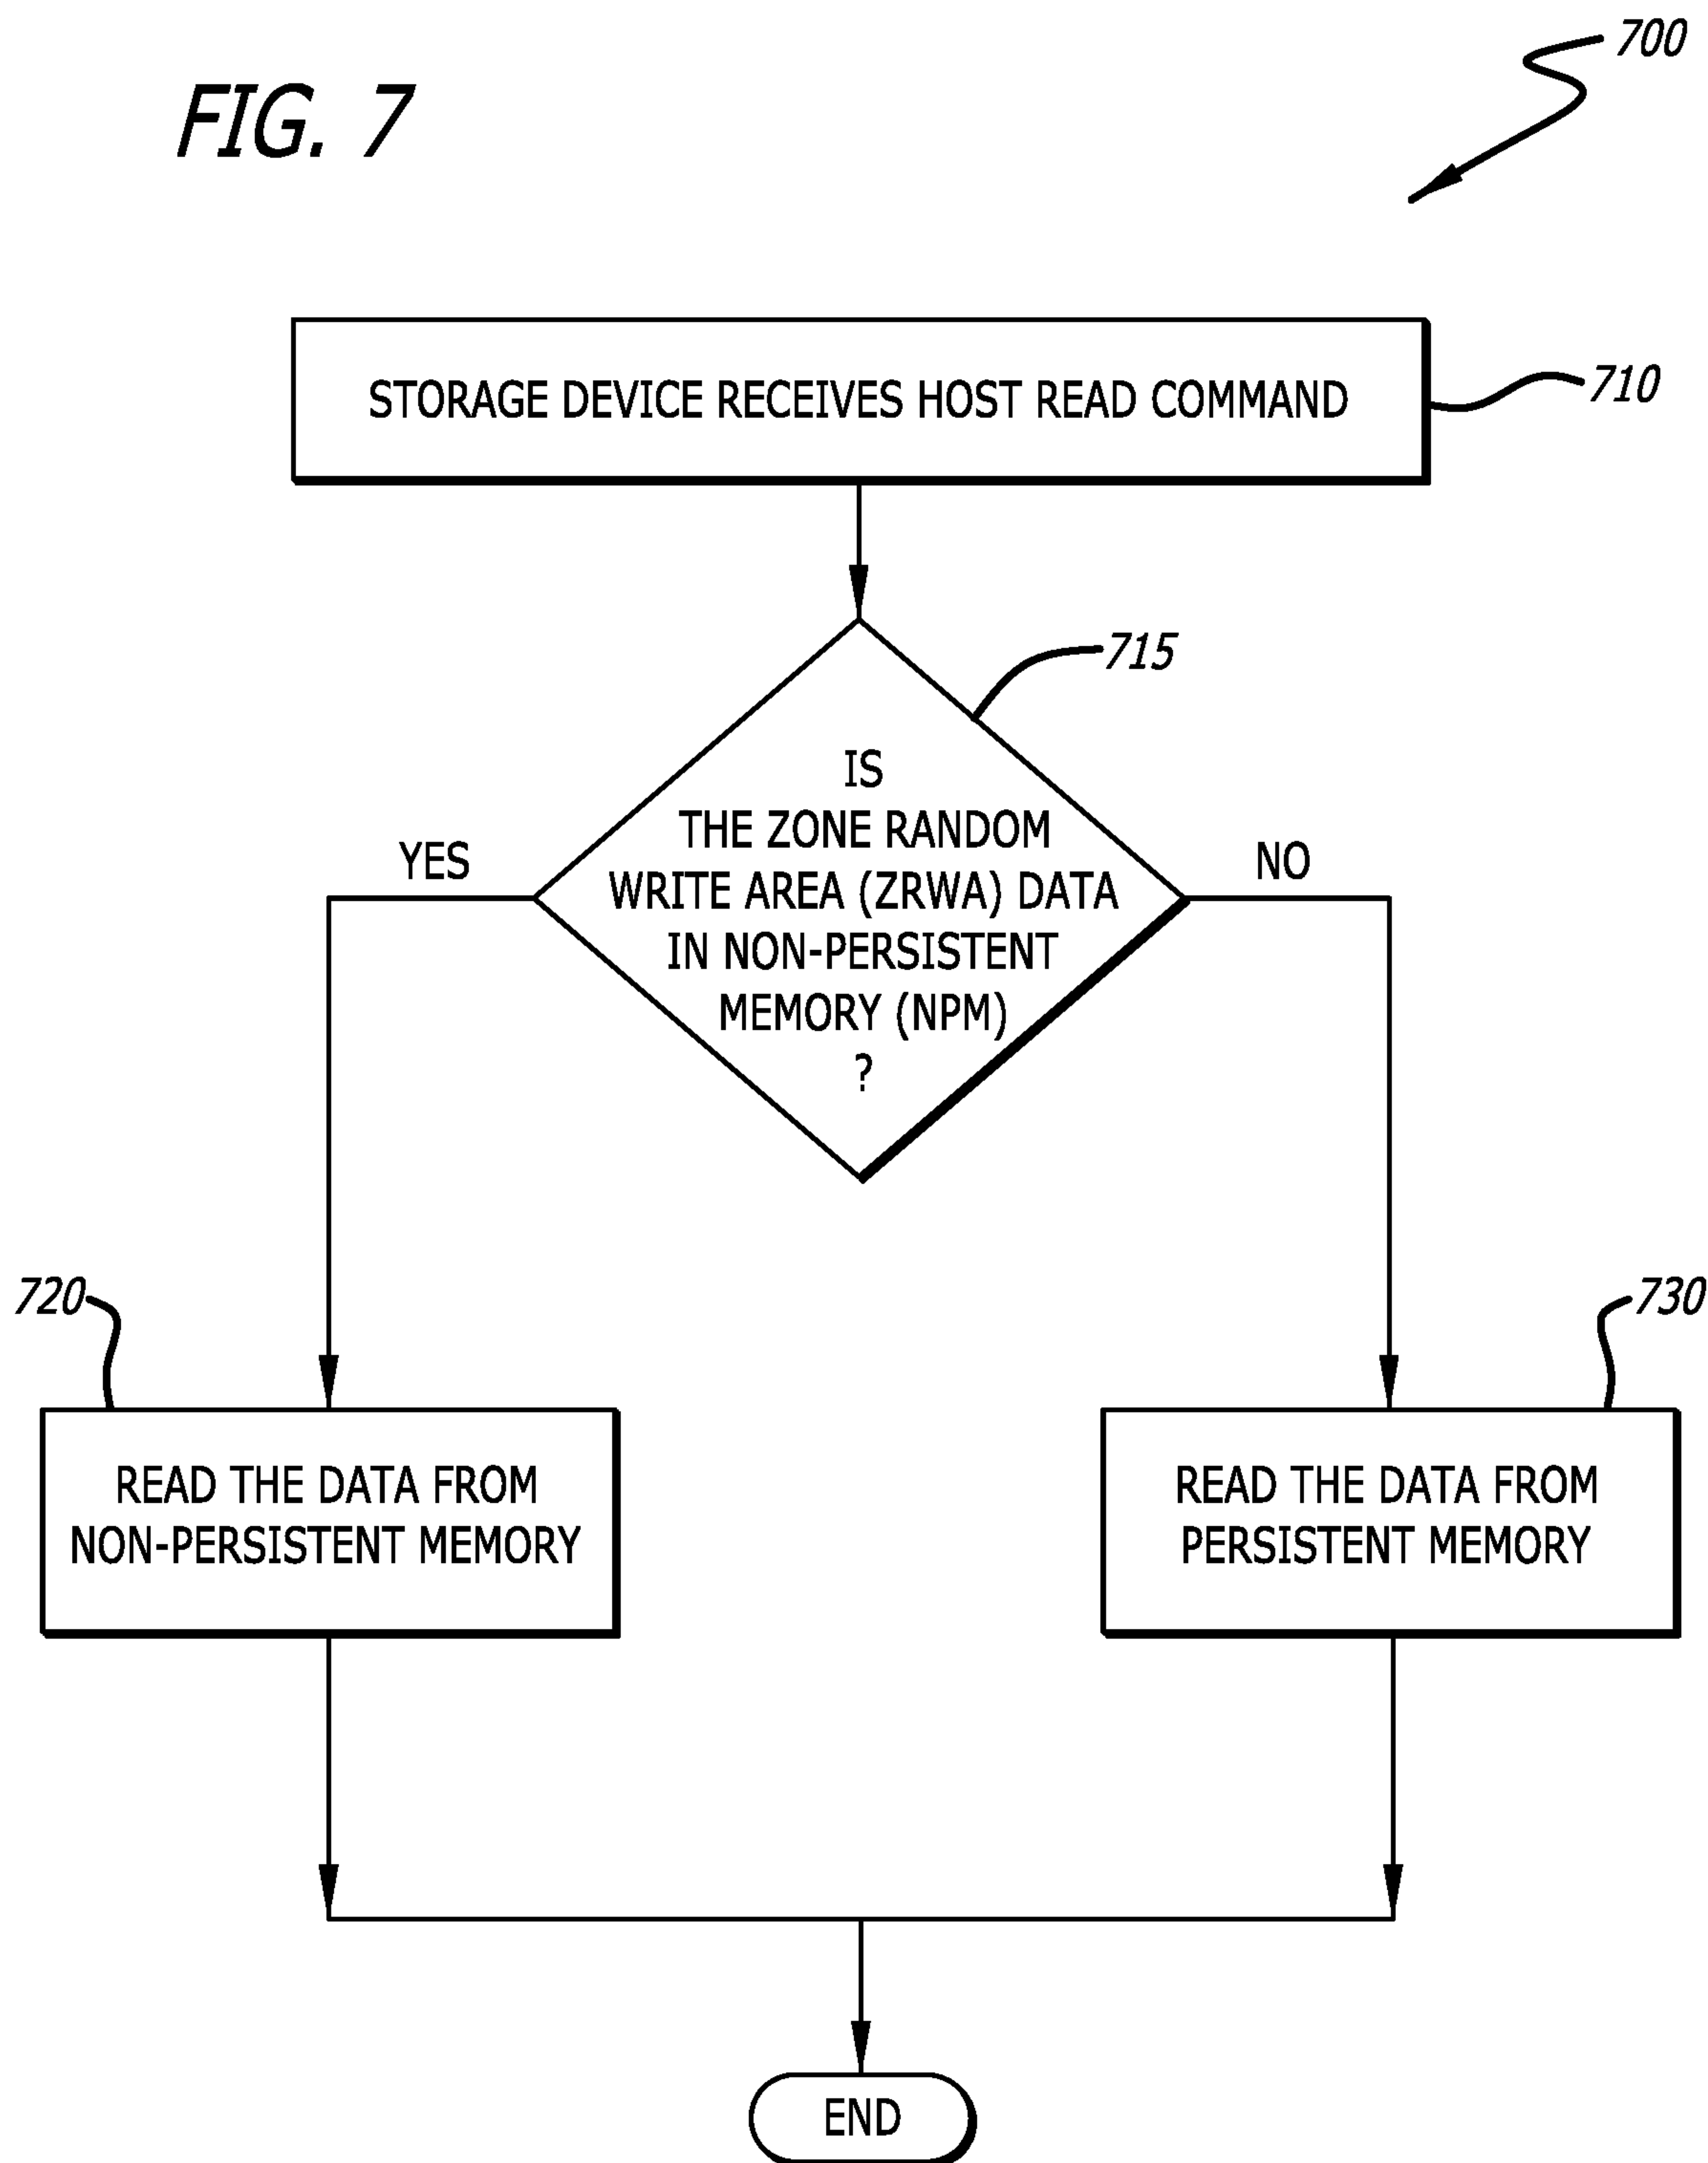 FIG. 7
700
STORAGE DEVICE RECEIVES HOST READ COMMAND
710
715
IS
THE ZONE RANDOM
WRITE AREA (ZRWA) DATA
IN NON-PERSISTENT
MEMORY (NPM)
?
YES
NO
720
730
READ THE DATA FROM
NON-PERSISTENT MEMORY
READ THE DATA FROM
PERSISTENT MEMORY
END